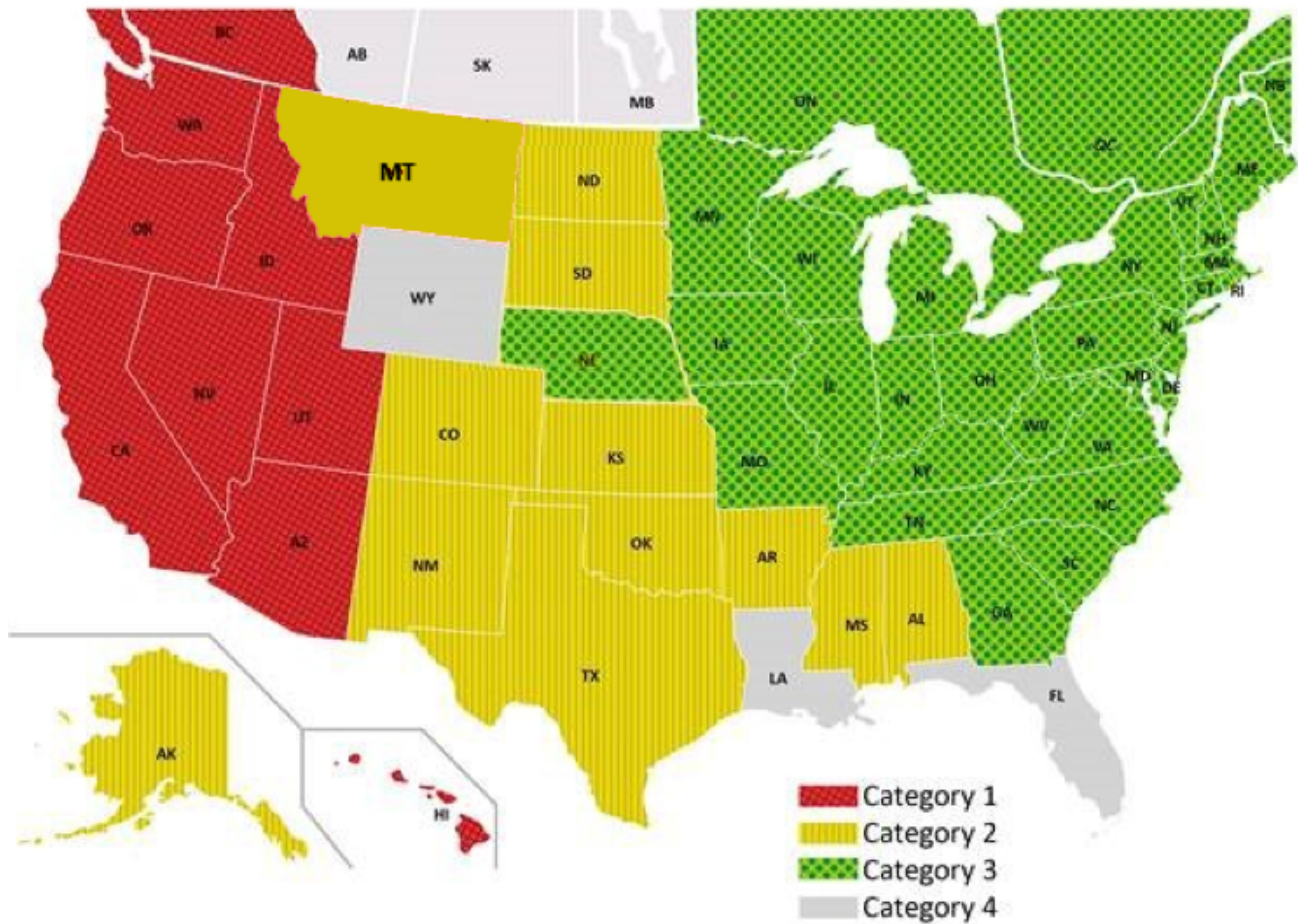 BC
AB
SK
MB
ON
QC
NB
WA
MT
ND
MN
ME
VT
OR
ID
SD
WI
NH
NY
MA
WY
MI
CT
RI
IA
NE
PA
NJ
NV
UT
CO
IL
IN
OH
MD
DE
CA
KS
MO
WV
VA
KY
AZ
NM
OK
AR
TN
NC
SC
MS
AL
GA
TX
LA
FL
AK
HI
Category 1
Category 2
Category 3
Category 4